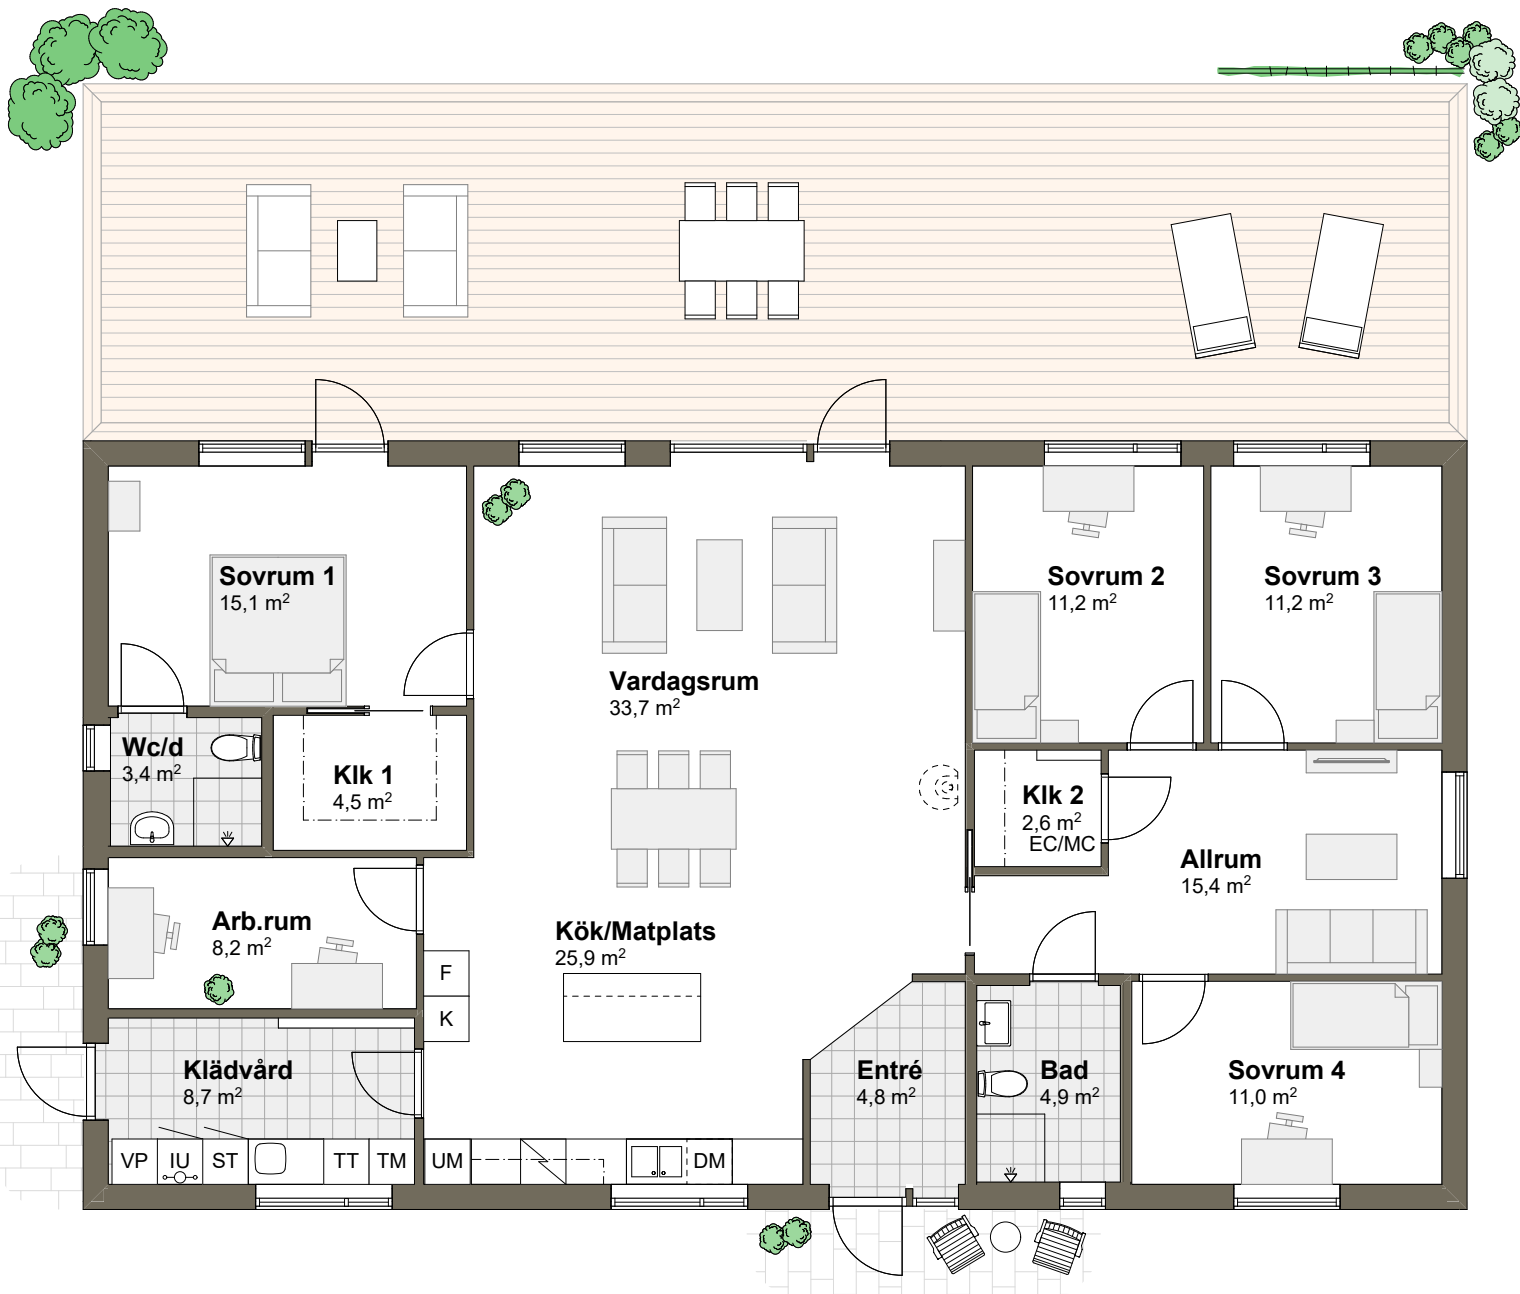 Sovrum 1
15,1 m²
Sovrum 2
11,2 m²
Sovrum 3
11,2 m²
Vardagsrum
33,7 m²
Wc/d
3,4 m²
Klk 1
4,5 m²
Klk 2
2,6 m²
EC/MC
Allrum
15,4 m²
Arb.rum
8,2 m²
Kök/Matplats
25,9 m²
F
K
Klädvård
8,7 m²
Entré
4,8 m²
Bad
4,9 m²
Sovrum 4
11,0 m²
VP IU ST TT TM UM DM